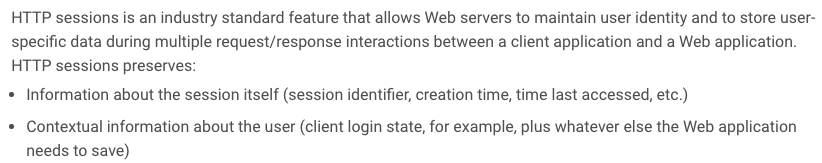 HTTP sessions is an industry standard feature that allows Web servers to maintain user identity and to store user-
specific data during multiple request/response interactions between a client application and a Web application.
HTTP sessions preserves:
• Information about the session itself (session identifier, creation time, time last accessed, etc.)
• Contextual information about the user (client login state, for example, plus whatever else the Web application
needs to save)